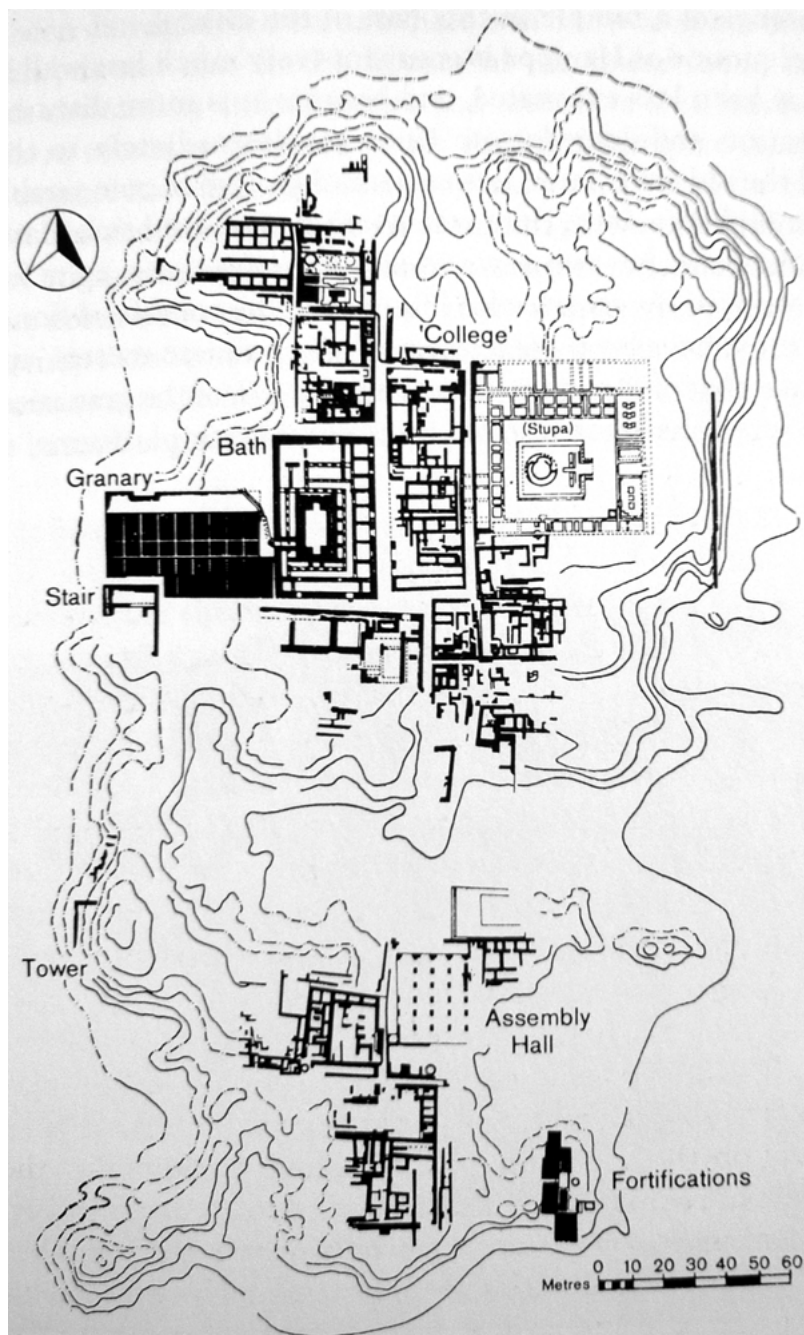 'College'
(Stupa)
Bath
Granary
Stair
Tower
Assembly
Hall
Fortifications
Metres 0 10 20 30 40 50 60